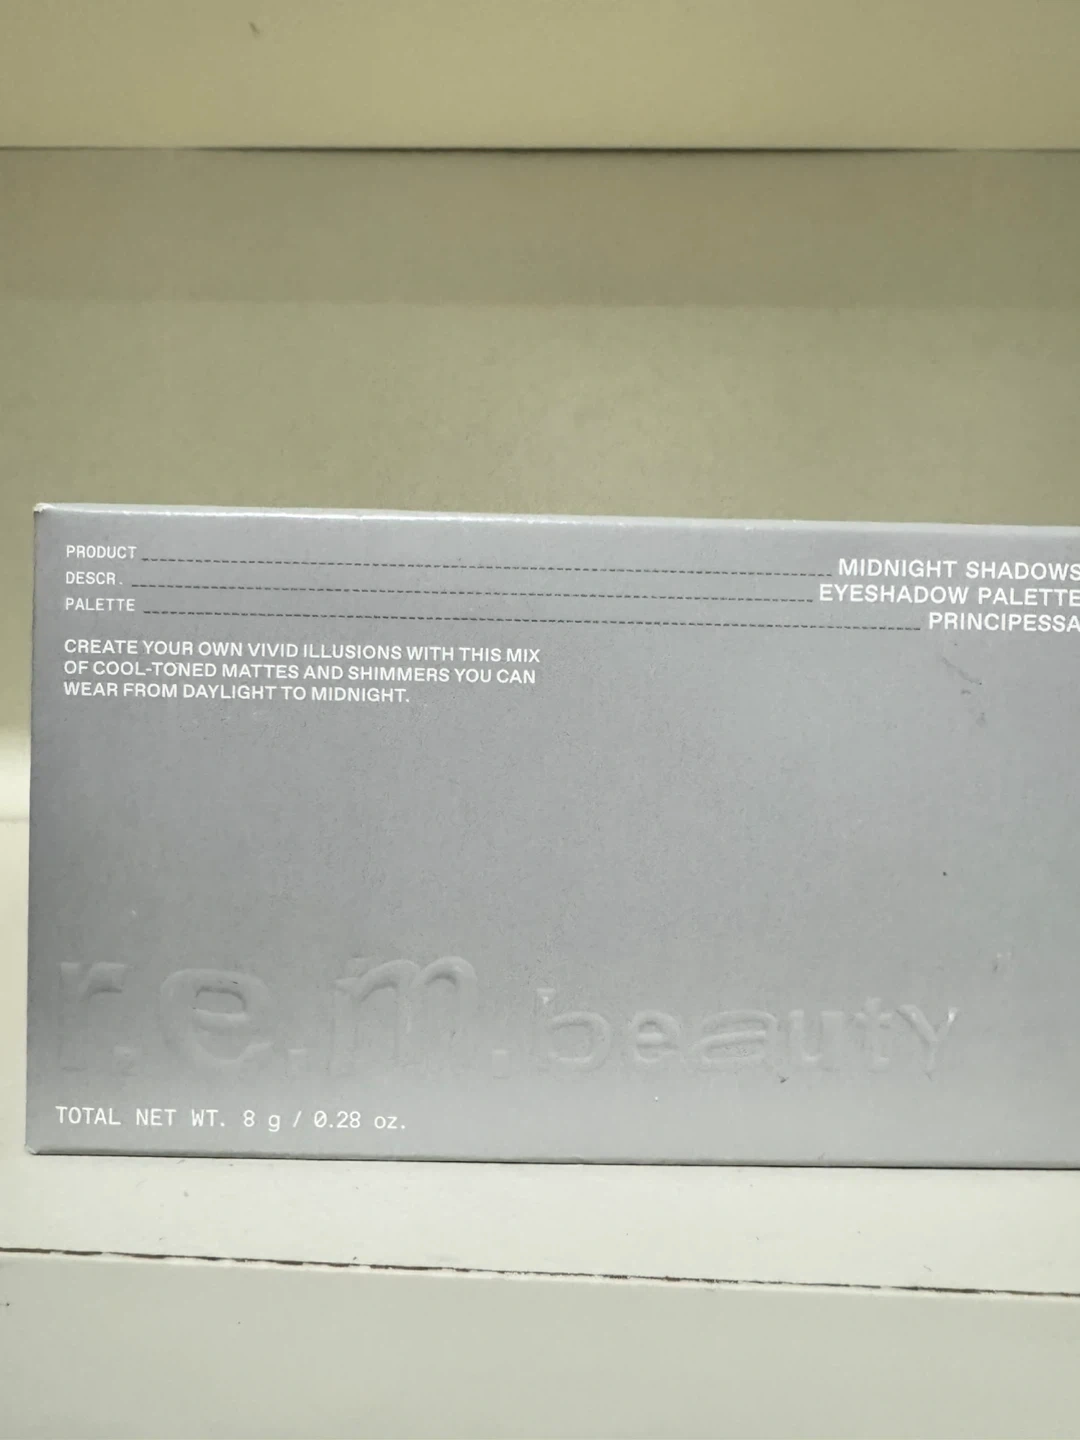 PRODUCT MIDNIGHT SHADOWS
DESCR. EYESHADOW PALETTE
PALETTE PRINCIPESSA
CREATE YOUR OWN VIVID ILLUSIONS WITH THIS MIX
OF COOL-TONED MATTES AND SHIMMERS YOU CAN
WEAR FROM DAYLIGHT TO MIDNIGHT.
r.e.m.beauty
TOTAL NET WT. 8 g / 0.28 oz.